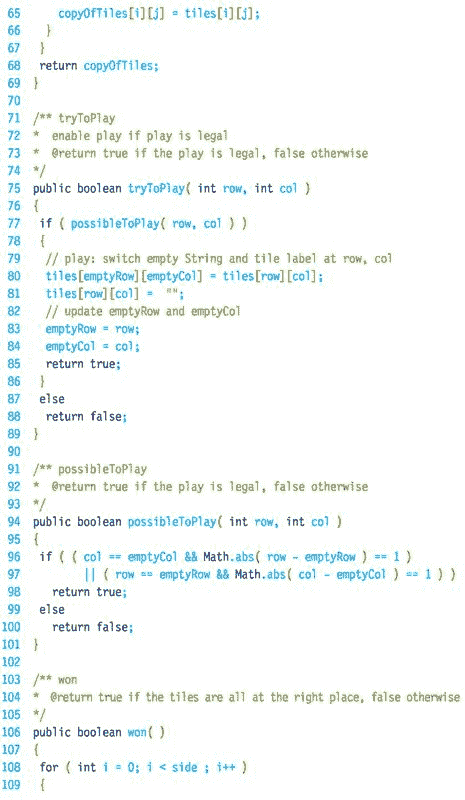 65 copyOfTiles[i][j] = tiles[i][j];
66 }
67 }
68 return copyOfTiles;
69 }
70
71 /** tryToPlay
72 * enable play if play is legal
73 * @return true if the play is legal, false otherwise
74 */
75 public boolean tryToPlay( int row, int col )
76 {
77 if ( possibleToPlay( row, col ) )
78 {
79 // play: switch empty String and tile label at row, col
80 tiles[emptyRow][emptyCol] = tiles[row][col];
81 tiles[row][col] = "";
82 // update emptyRow and emptyCol
83 emptyRow = row;
84 emptyCol = col;
85 return true;
86 }
87 else
88 return false;
89 }
90
91 /** possibleToPlay
92 * @return true if the play is legal, false otherwise
93 */
94 public boolean possibleToPlay( int row, int col )
95 {
96 if ( ( col == emptyCol && Math.abs( row - emptyRow ) == 1 )
97 || ( row == emptyRow && Math.abs( col - emptyCol ) == 1 ) )
98 return true;
99 else
100 return false;
101 }
102
103 /** won
104 * @return true if the tiles are all at the right place, false otherwise
105 */
106 public boolean won( )
107 {
108 for ( int i = 0; i < side ; i++ )
109 {